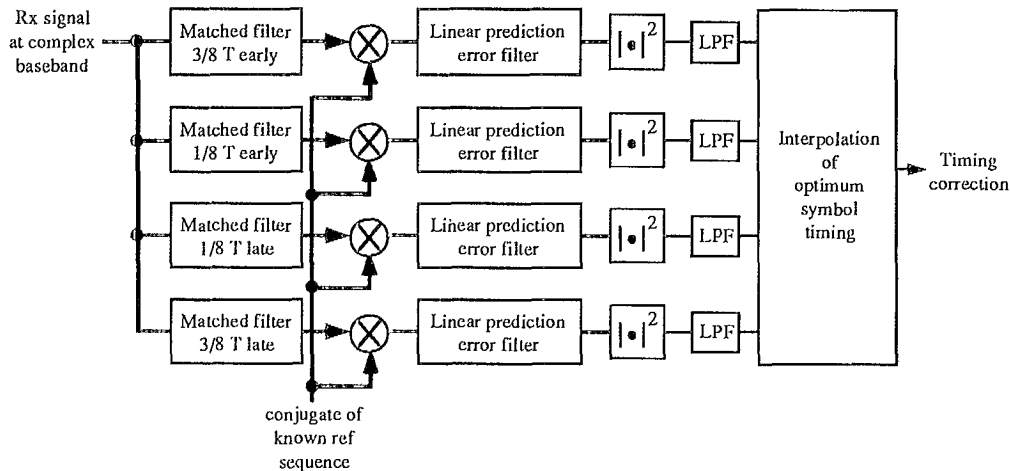 Rx signal
at complex
baseband
Matched filter
3/8 T early
Linear prediction
error filter
|•|²
LPF
Matched filter
1/8 T early
Linear prediction
error filter
|•|²
LPF
Matched filter
1/8 T late
Linear prediction
error filter
|•|²
LPF
Matched filter
3/8 T late
Linear prediction
error filter
|•|²
LPF
Interpolation
of
optimum
symbol
timing
Timing
correction
conjugate of
known ref
sequence